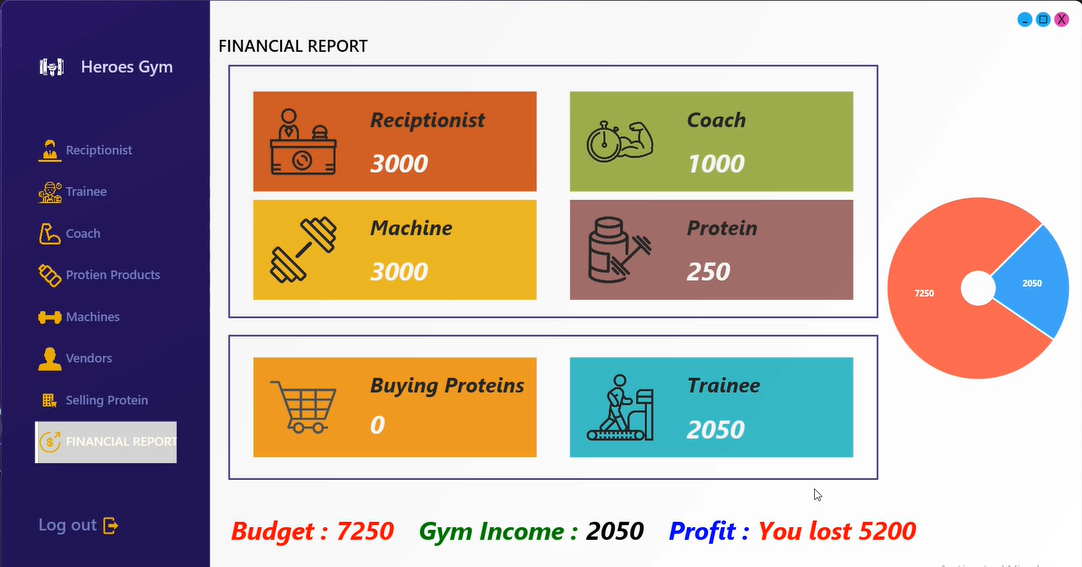 _ □ X
Heroes Gym
Reciptionist
Trainee
Coach
Protien Products
Machines
Vendors
Selling Protein
FINANCIAL REPORT
Log out
FINANCIAL REPORT
Reciptionist
3000
Coach
1000
Machine
3000
Protein
250
Buying Proteins
0
Trainee
2050
7250
2050
Budget : 7250 Gym Income : 2050 Profit : You lost 5200